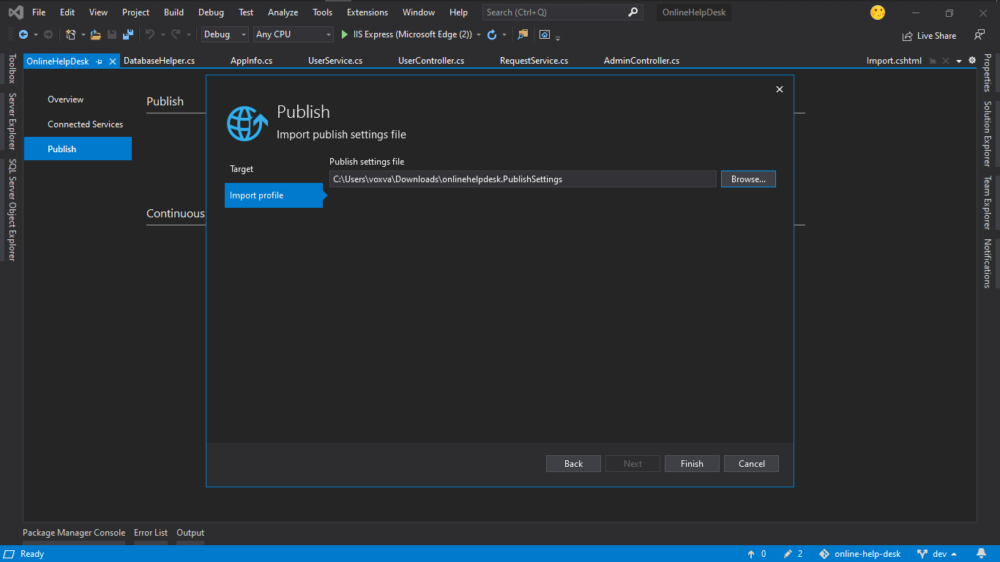 File Edit View Project Build Debug Test Analyze Tools Extensions Window Help Search (Ctrl+Q) OnlineHelpDesk
Debug Any CPU IIS Express (Microsoft Edge (2)) Live Share
OnlineHelpDesk DatabaseHelper.cs AppInfo.cs UserService.cs UserController.cs RequestService.cs AdminController.cs Import.cshtml
Toolbox
Server Explorer
SQL Server Object Explorer
Overview
Connected Services
Publish
Publish
Continuous
Publish
Import publish settings file
Target
Import profile
Publish settings file
C:\Users\voxva\Downloads\onlinehelpdesk.PublishSettings Browse...
Back Next Finish Cancel
Properties
Solution Explorer
Team Explorer
Notifications
Package Manager Console Error List Output
Ready 0 2 online-help-desk dev